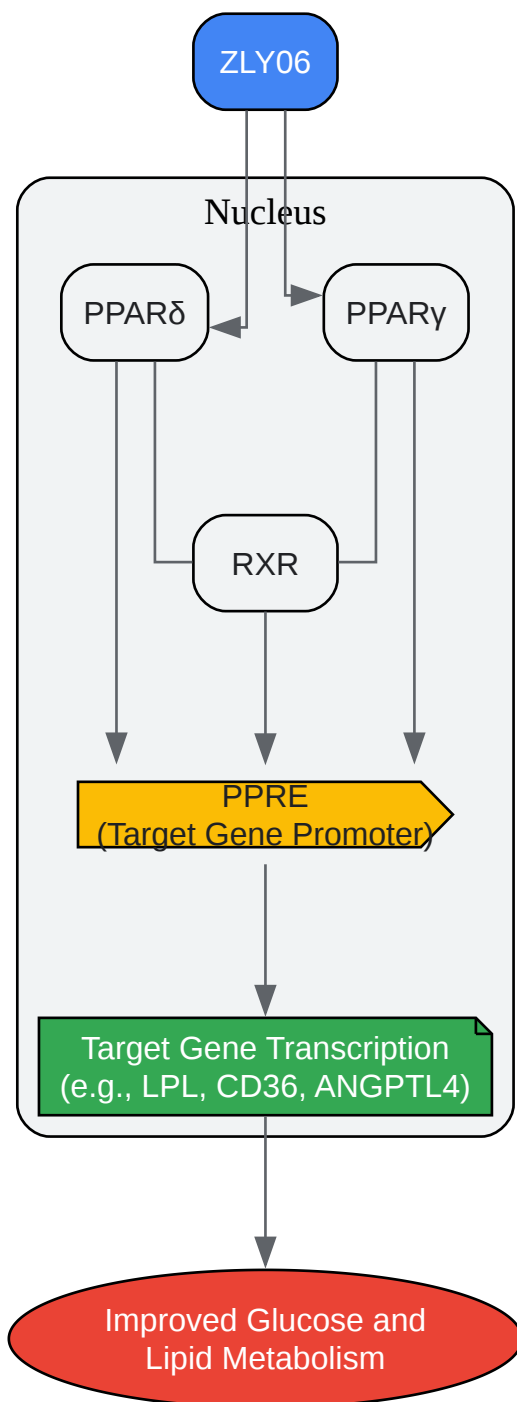 ZLY06
Nucleus
PPARδ
PPARγ
RXR
PPRE
(Target Gene Promoter)
Target Gene Transcription
(e.g., LPL, CD36, ANGPTL4)
Improved Glucose and
Lipid Metabolism